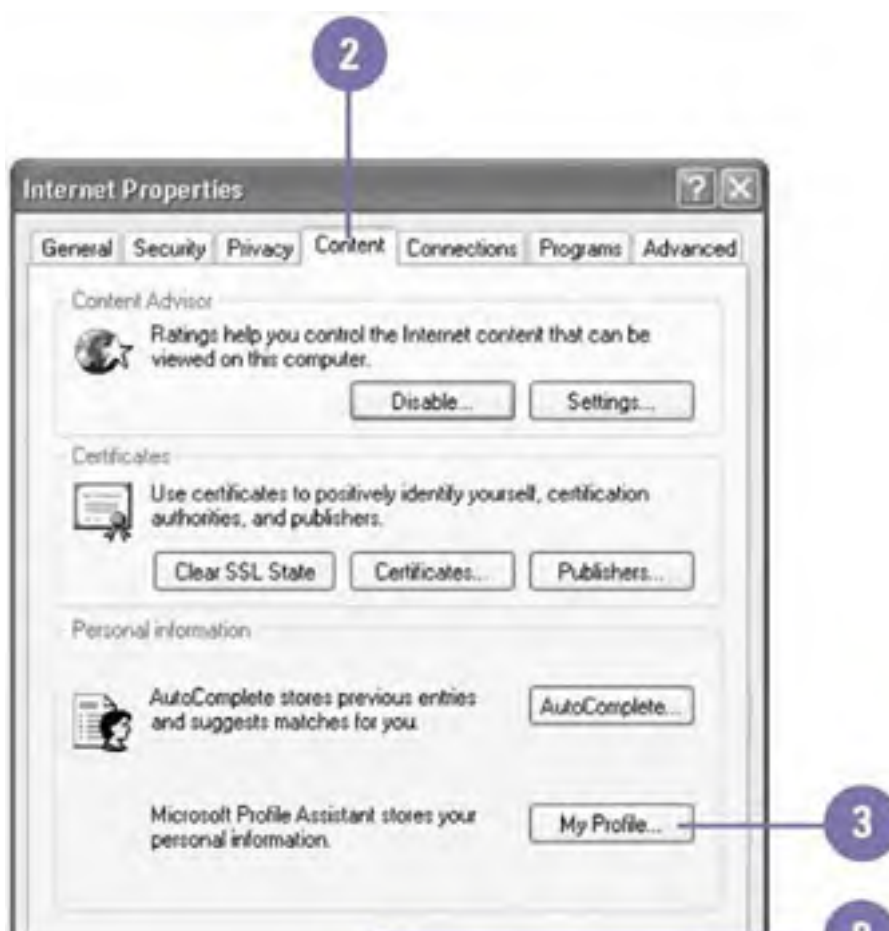 2
Internet Properties
General Security Privacy Content Connections Programs Advanced
Content Advisor
Ratings help you control the Internet content that can be
viewed on this computer.
Disable... Settings...
Certificates
Use certificates to positively identify yourself, certification
authorities, and publishers.
Clear SSL State Certificates... Publishers...
Personal information
AutoComplete stores previous entries
and suggests matches for you.
AutoComplete...
Microsoft Profile Assistant stores your
personal information.
My Profile...
3